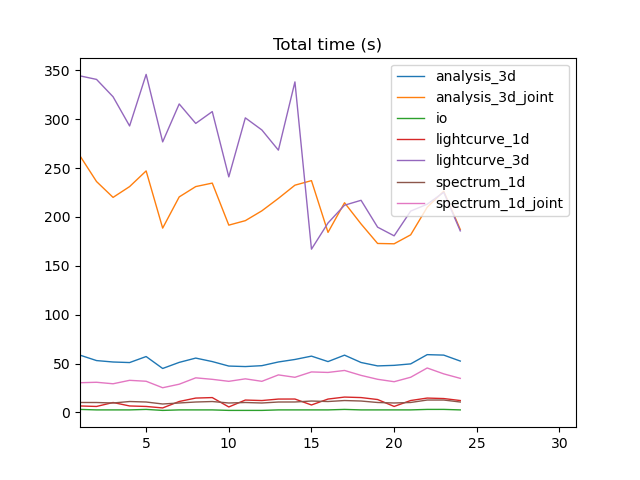 Total time (s)
350
300
250
200
150
100
50
0
5
10
15
20
25
30
analysis_3d
analysis_3d_joint
io
lightcurve_1d
lightcurve_3d
spectrum_1d
spectrum_1d_joint